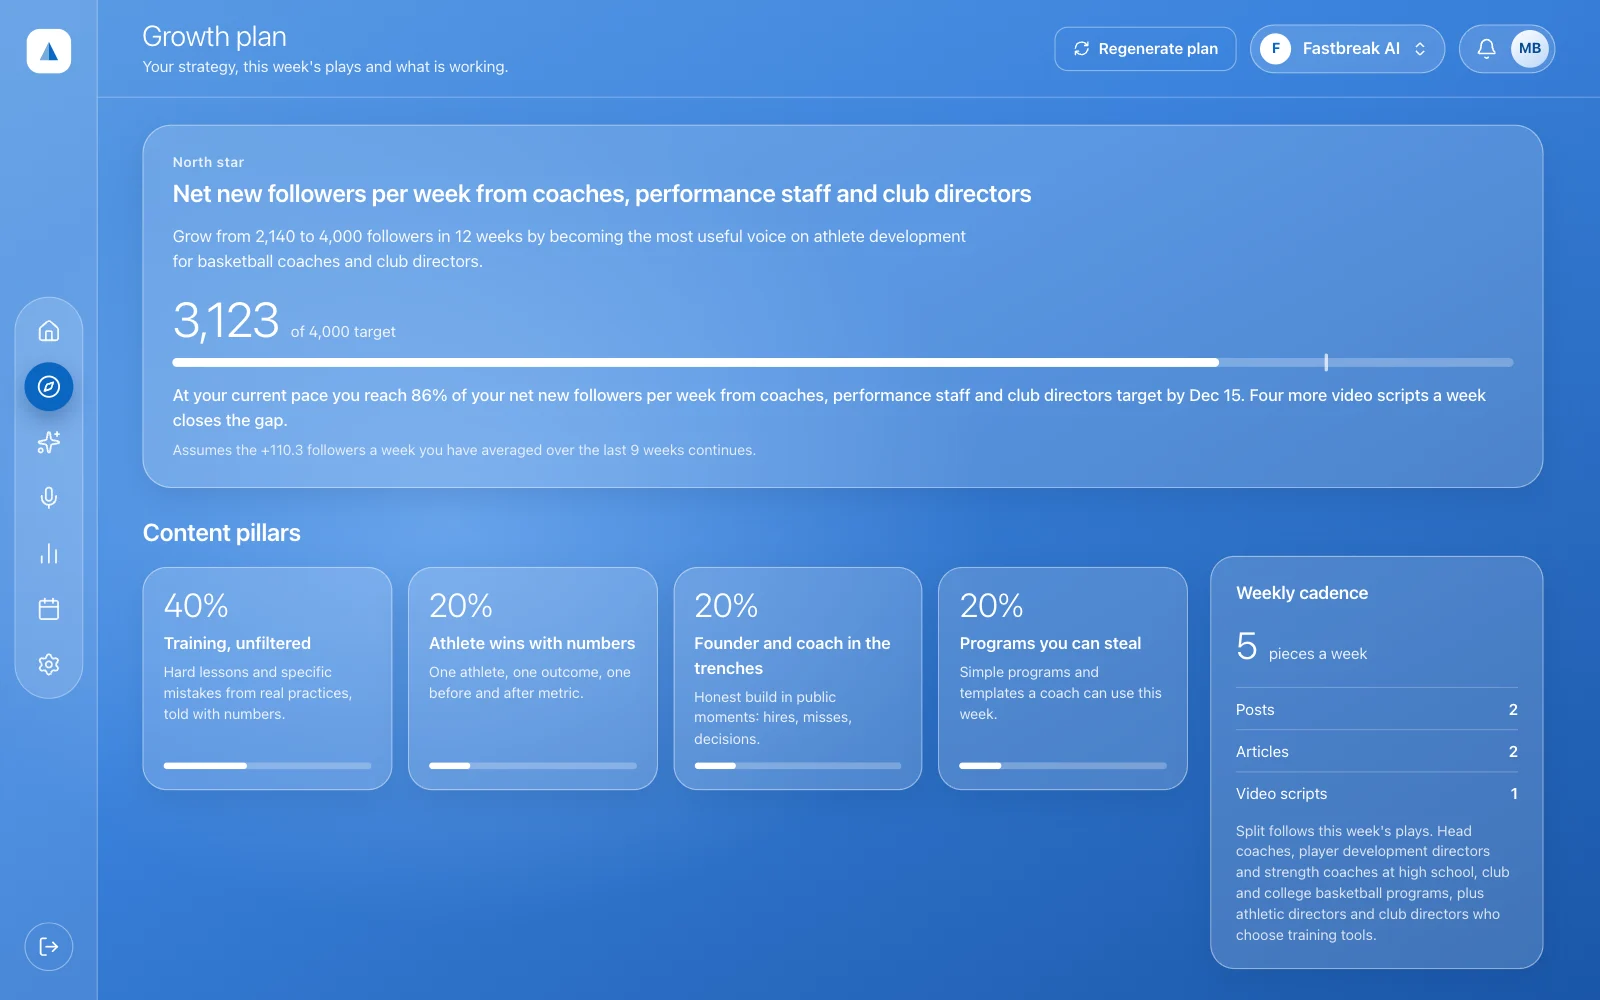 Growth plan
Your strategy, this week's plays and what is working.
Regenerate plan
F
Fastbreak AI
MB
North star
Net new followers per week from coaches, performance staff and club directors
Grow from 2,140 to 4,000 followers in 12 weeks by becoming the most useful voice on athlete development
for basketball coaches and club directors.
3,123 of 4,000 target
At your current pace you reach 86% of your net new followers per week from coaches, performance staff and club directors target by Dec 15. Four more video scripts a week
closes the gap.
Assumes the +110.3 followers a week you have averaged over the last 9 weeks continues.
Content pillars
40%
Training, unfiltered
Hard lessons and specific
mistakes from real practices,
told with numbers.
20%
Athlete wins with numbers
One athlete, one outcome, one
before and after metric.
20%
Founder and coach in the
trenches
Honest build in public
moments: hires, misses,
decisions.
20%
Programs you can steal
Simple programs and
templates a coach can use this
week.
Weekly cadence
5 pieces a week
Posts 2
Articles 2
Video scripts 1
Split follows this week's plays. Head
coaches, player development directors
and strength coaches at high school, club
and college basketball programs, plus
athletic directors and club directors who
choose training tools.